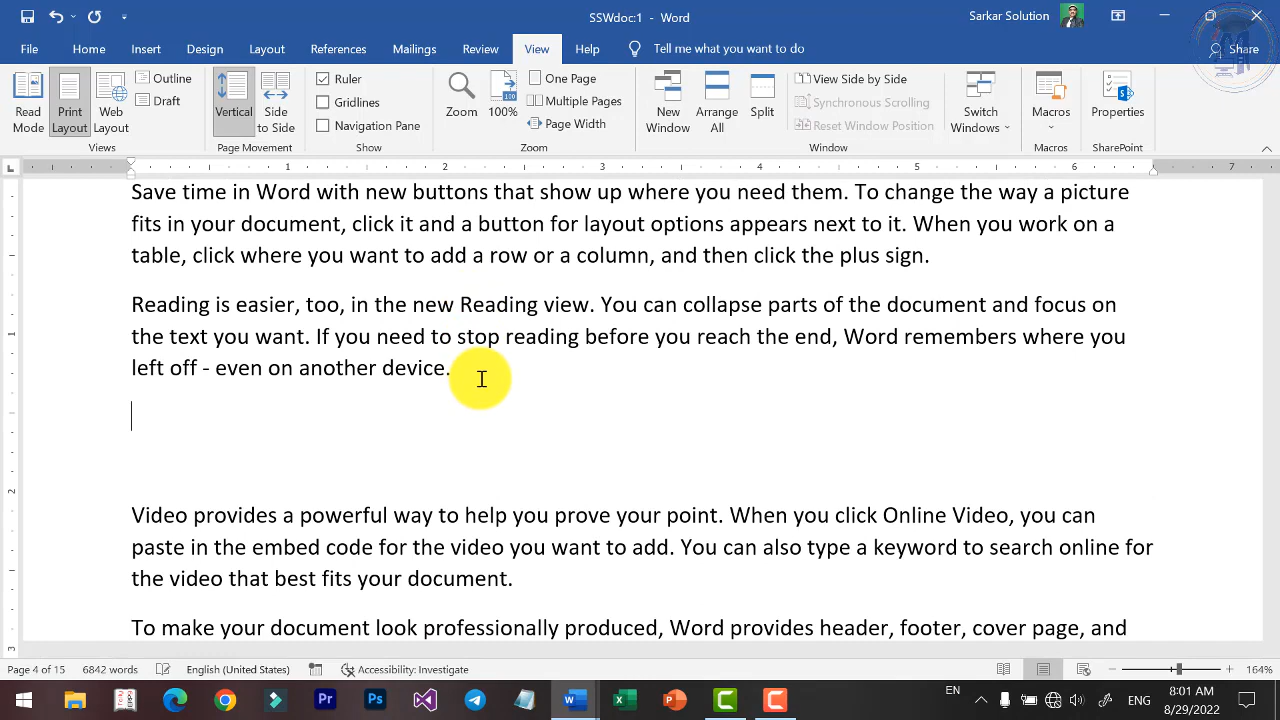 SSWdoc:1 - Word
Sarkar Solution
File Home Insert Design Layout References Mailings Review View Help Tell me what you want to do Share
Read Mode
Print Layout
Web Layout
Outline
Draft
Views
Vertical
Side to Side
Page Movement
Ruler
Gridlines
Navigation Pane
Show
Zoom
100
100%
One Page
Multiple Pages
Page Width
Zoom
New Window
Arrange All
Split
View Side by Side
Synchronous Scrolling
Reset Window Position
Window
Switch Windows
Macros
Macros
Properties
SharePoint
1 2 3 4 5 6 7
Save time in Word with new buttons that show up where you need them. To change the way a picture
fits in your document, click it and a button for layout options appears next to it. When you work on a
table, click where you want to add a row or a column, and then click the plus sign.
Reading is easier, too, in the new Reading view. You can collapse parts of the document and focus on
the text you want. If you need to stop reading before you reach the end, Word remembers where you
left off - even on another device.
Video provides a powerful way to help you prove your point. When you click Online Video, you can
paste in the embed code for the video you want to add. You can also type a keyword to search online for
the video that best fits your document.
To make your document look professionally produced, Word provides header, footer, cover page, and
1
2
3
Page 4 of 15 6842 words English (United States) Accessibility: Investigate 164%
Pr Ps EN ENG 8:01 AM
8/29/2022